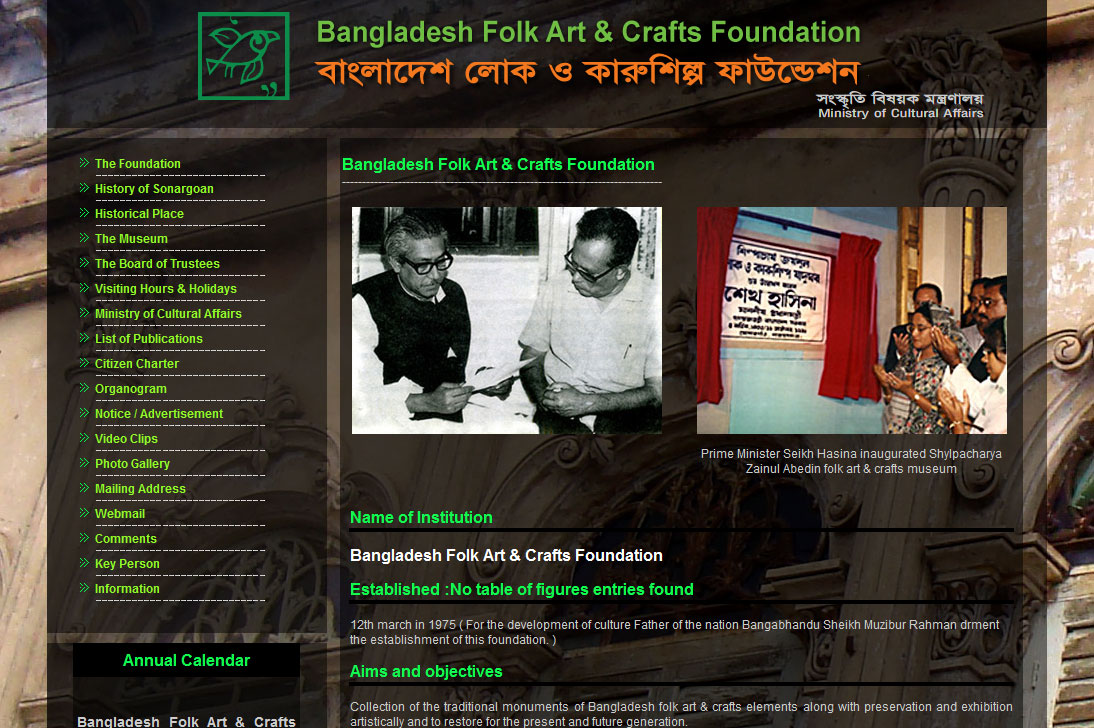 Bangladesh Folk Art & Crafts Foundation
বাংলাদেশ লোক ও কারুশিল্প ফাউন্ডেশন
সংস্কৃতি বিষয়ক মন্ত্রণালয়
Ministry of Cultural Affairs
The Foundation
History of Sonargoan
Historical Place
The Museum
The Board of Trustees
Visiting Hours & Holidays
Ministry of Cultural Affairs
List of Publications
Citizen Charter
Organogram
Notice / Advertisement
Video Clips
Photo Gallery
Mailing Address
Webmail
Comments
Key Person
Information
Annual Calendar
Bangladesh Folk Art & Crafts
Bangladesh Folk Art & Crafts Foundation
শিল্পাচার্য জয়নুল
লোক ও কারুশিল্প যাদুঘর
শেখ হাসিনা
Prime Minister Seikh Hasina inaugurated Shylpacharya
Zainul Abedin folk art & crafts museum
Name of Institution
Bangladesh Folk Art & Crafts Foundation
Established :No table of figures entries found
12th march in 1975 ( For the development of culture Father of the nation Bangabhandu Sheikh Muzibur Rahman drment
the establishment of this foundation. )
Aims and objectives
Collection of the traditional monuments of Bangladesh folk art & crafts elements along with preservation and exhibition
artistically and to restore for the present and future generation.